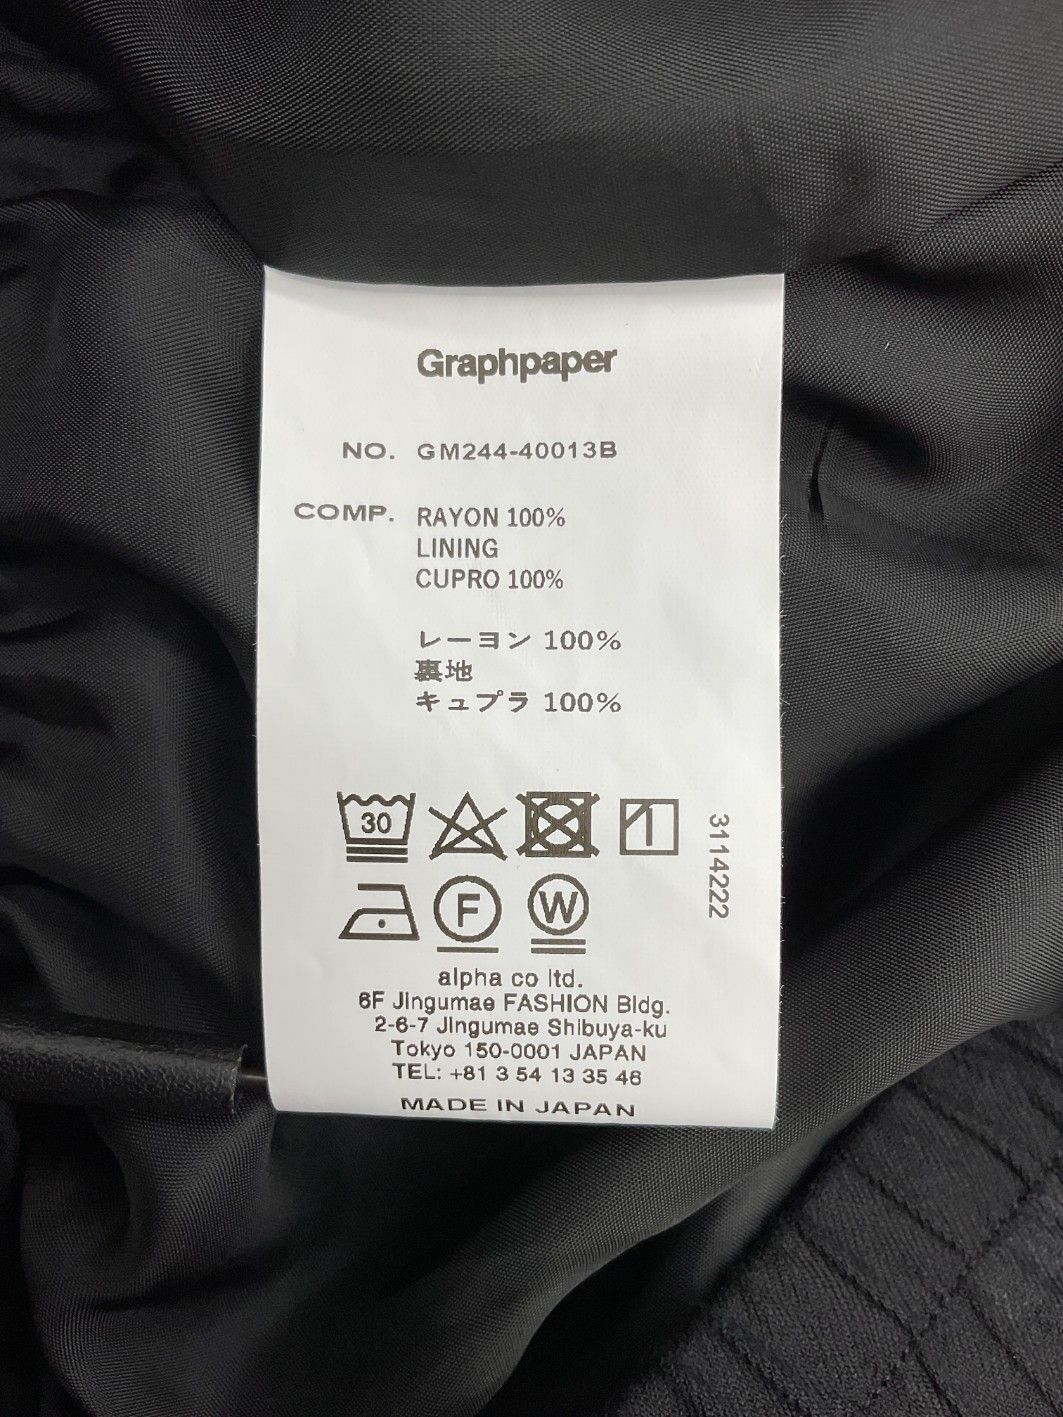 Graphpaper
NO. GM244-40013B
COMP. RAYON 100%
LINING
CUPRO 100%
レーヨン 100%
裏地
キュプラ 100%
30
3114222
F W
alpha co ltd.
6F Jingumae FASHION Bldg.
2-6-7 Jingumae Shibuya-ku
Tokyo 150-0001 JAPAN
TEL: +81 3 54 13 35 46
MADE IN JAPAN